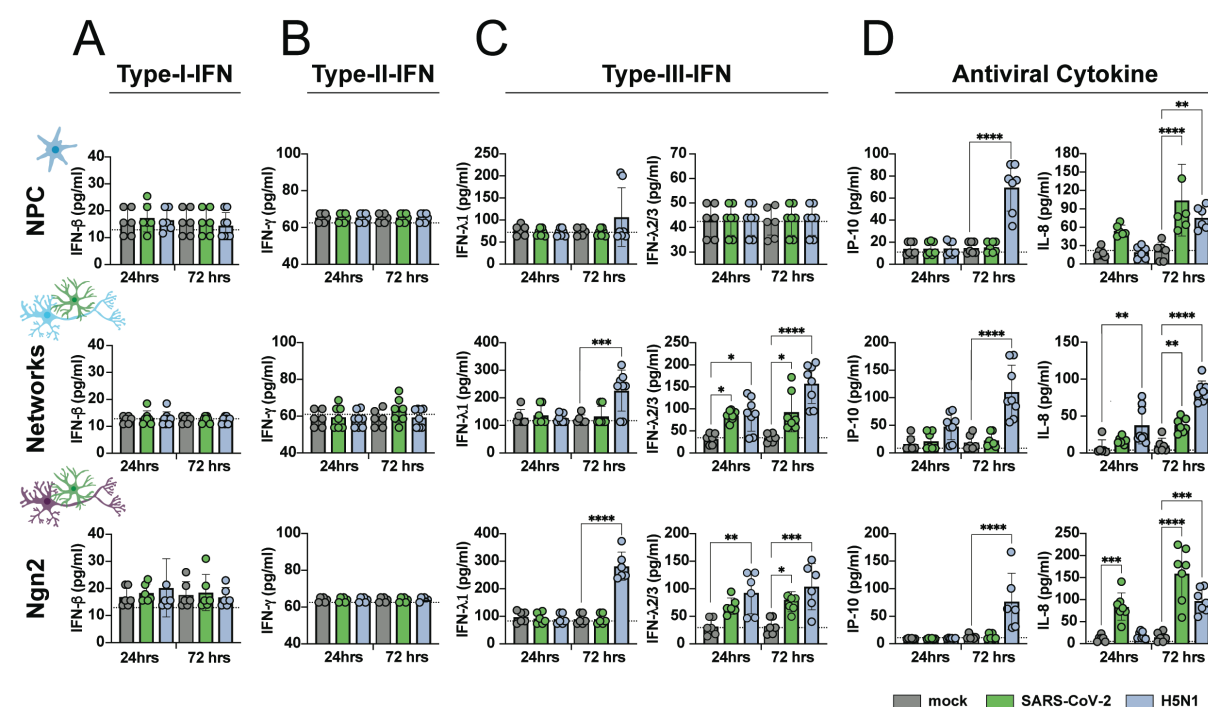 A B C D
Type-I-IFN Type-II-IFN Type-III-IFN Antiviral Cytokine
NPC
IFN-β (pg/ml) 40 30 20 10 0 24hrs 72 hrs
IFN-γ (pg/ml) 100 80 60 40 24hrs 72 hrs
IFN-λ1 (pg/ml) 250 200 150 100 50 0 24hrs 72 hrs
IFN-λ2/3 (pg/ml) 70 60 50 40 30 24hrs 72 hrs
IP-10 (pg/ml) 100 80 60 40 20 0 **** 24hrs 72 hrs
IL-8 (pg/ml) 180 150 120 90 60 30 0 ** **** 24hrs 72 hrs
Networks
IFN-β (pg/ml) 40 30 20 10 0 24hrs 72 hrs
IFN-γ (pg/ml) 100 80 60 40 24hrs 72 hrs
IFN-λ1 (pg/ml) 400 300 200 100 0 *** 24hrs 72 hrs
IFN-λ2/3 (pg/ml) 250 200 150 100 50 0 * * **** * 24hrs 72 hrs
IP-10 (pg/ml) 200 150 100 50 0 **** 24hrs 72 hrs
IL-8 (pg/ml) 150 100 50 0 ** **** ** 24hrs 72 hrs
Ngn2
IFN-β (pg/ml) 40 30 20 10 0 24hrs 72 hrs
IFN-γ (pg/ml) 100 80 60 40 24hrs 72 hrs
IFN-λ1 (pg/ml) 400 300 200 100 0 **** 24hrs 72 hrs
IFN-λ2/3 (pg/ml) 200 150 100 50 0 ** *** * 24hrs 72 hrs
IP-10 (pg/ml) 200 150 100 50 0 **** 24hrs 72 hrs
IL-8 (pg/ml) 250 200 150 100 50 0 *** *** **** 24hrs 72 hrs
mock SARS-CoV-2 H5N1